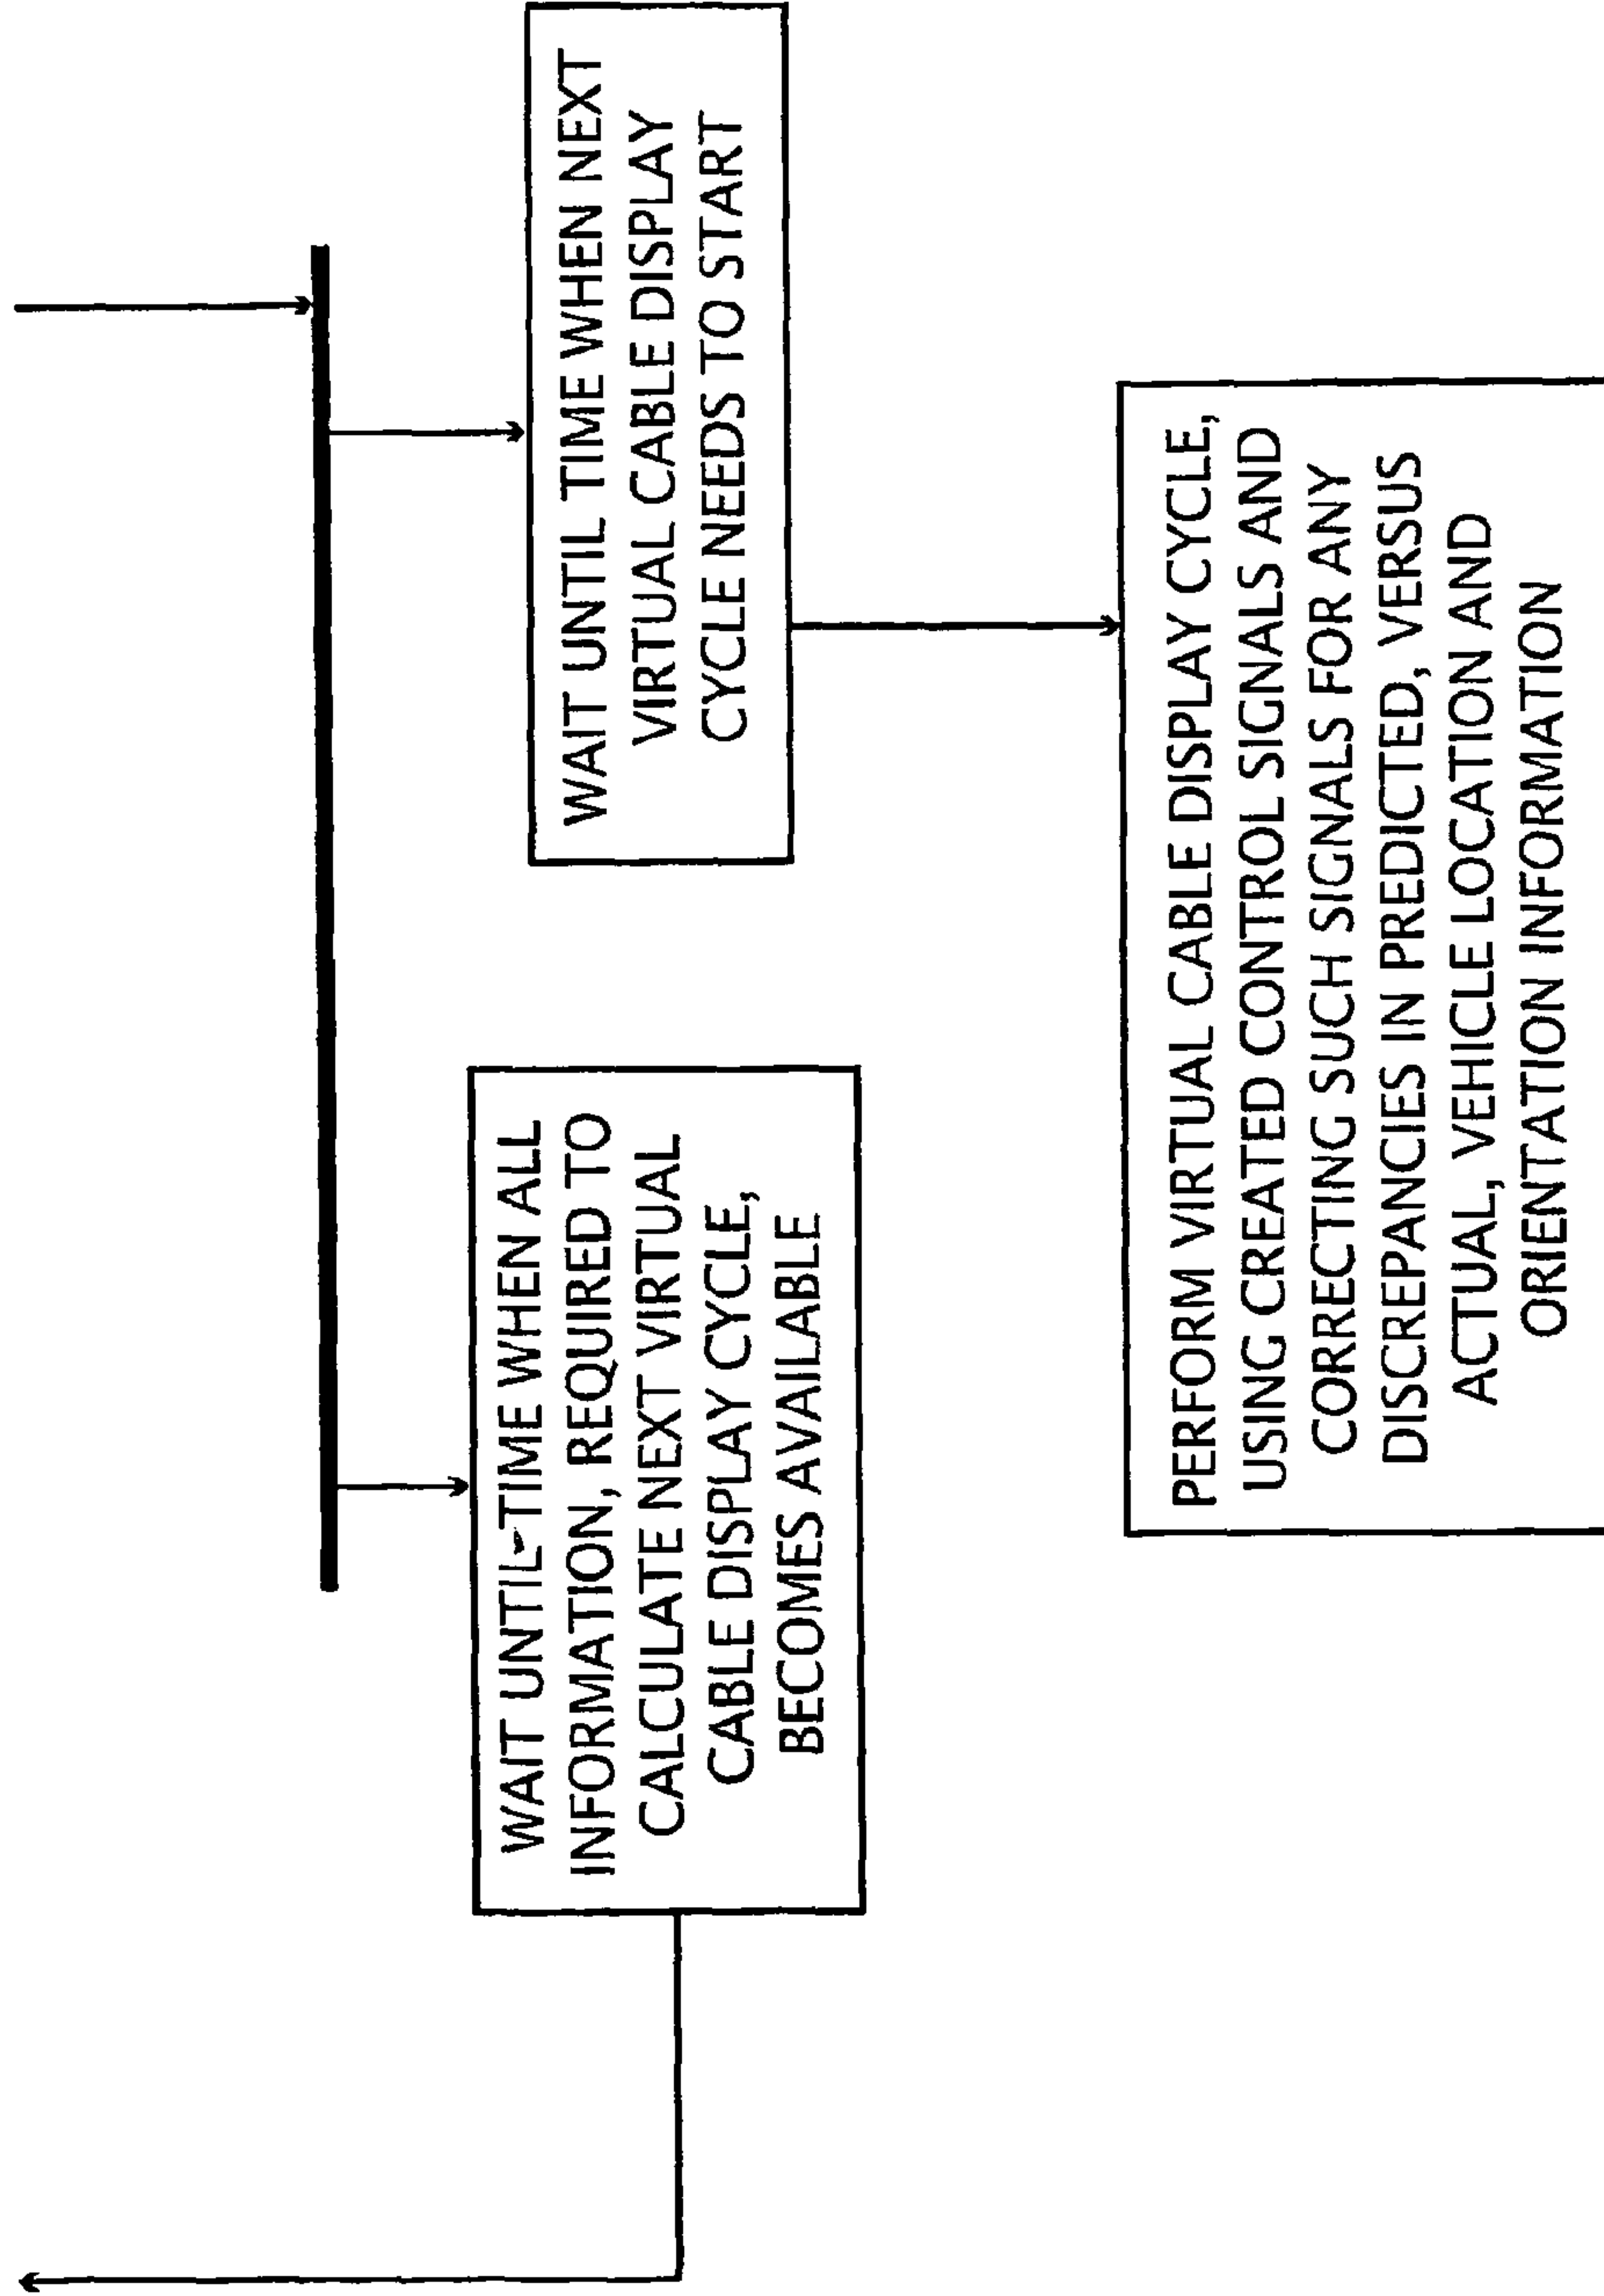 WAIT UNTIL TIME WHEN ALL
INFORMATION, REQUIRED TO
CALCULATE NEXT VIRTUAL
CABLE DISPLAY CYCLE,
BECOMES AVAILABLE
WAIT UNTIL TIME WHEN NEXT
VIRTUAL CABLE DISPLAY
CYCLE NEEDS TO START
PERFORM VIRTUAL CABLE DISPLAY CYCLE,
USING CREATED CONTROL SIGNALS AND
CORRECTING SUCH SIGNALS FOR ANY
DISCREPANCIES IN PREDICTED, VERSUS
ACTUAL, VEHICLE LOCATION AND
ORIENTATION INFORMATION